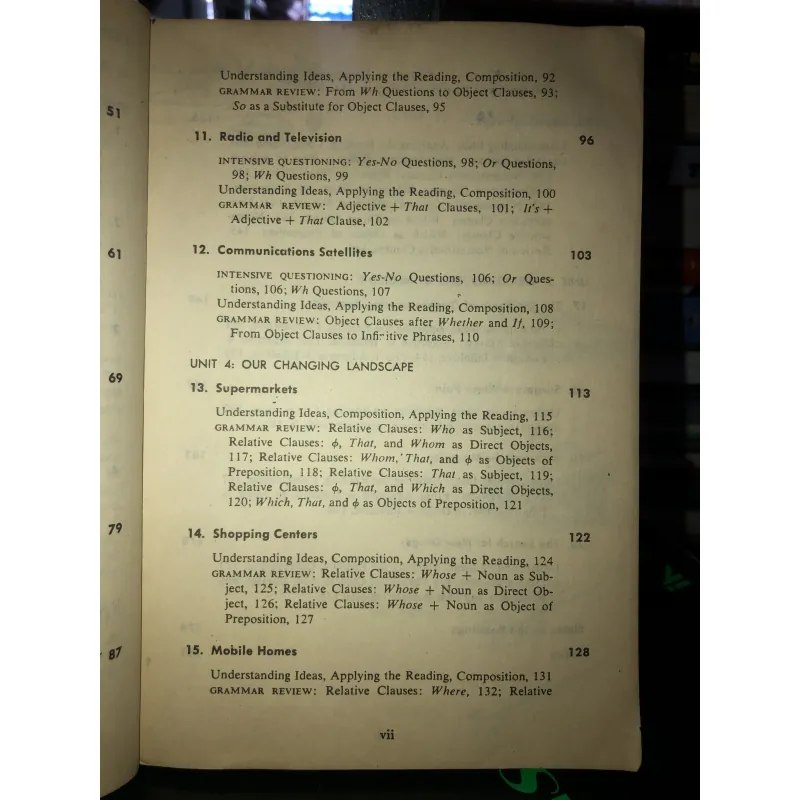 51
61
69
79
87
Understanding Ideas, Applying the Reading, Composition, 92
GRAMMAR REVIEW: From Wh Questions to Object Clauses, 93;
So as a Substitute for Object Clauses, 95
11. Radio and Television 96
INTENSIVE QUESTIONING: Yes-No Questions, 98; Or Questions,
98; Wh Questions, 99
Understanding Ideas, Applying the Reading, Composition, 100
GRAMMAR REVIEW: Adjective + That Clauses, 101; It's +
Adjective + That Clause, 102
12. Communications Satellites 103
INTENSIVE QUESTIONING: Yes-No Questions, 106; Or Ques-
tions, 106; Wh Questions, 107
Understanding Ideas, Applying the Reading, Composition, 108
GRAMMAR REVIEW: Object Clauses after Whether and If, 109;
From Object Clauses to Infinitive Phrases, 110
UNIT 4: OUR CHANGING LANDSCAPE
13. Supermarkets 113
Understanding Ideas, Composition, Applying the Reading, 115
GRAMMAR REVIEW: Relative Clauses: Who as Subject, 116;
Relative Clauses: ϕ, That, and Whom as Direct Objects,
117; Relative Clauses: Whom, That, and ϕ as Objects of
Preposition, 118; Relative Clauses: That as Subject, 119;
Relative Clauses: ϕ, That, and Which as Direct Objects,
120; Which, That, and ϕ as Objects of Preposition, 121
14. Shopping Centers 122
Understanding Ideas, Composition, Applying the Reading, 124
GRAMMAR REVIEW: Relative Clauses: Whose + Noun as Sub-
ject, 125; Relative Clauses: Whose + Noun as Direct Ob-
ject, 126; Relative Clauses: Whose + Noun as Object of
Preposition, 127
15. Mobile Homes 128
Understanding Ideas, Applying the Reading, Composition, 131
GRAMMAR REVIEW: Relative Clauses: Where, 132; Relative
vii